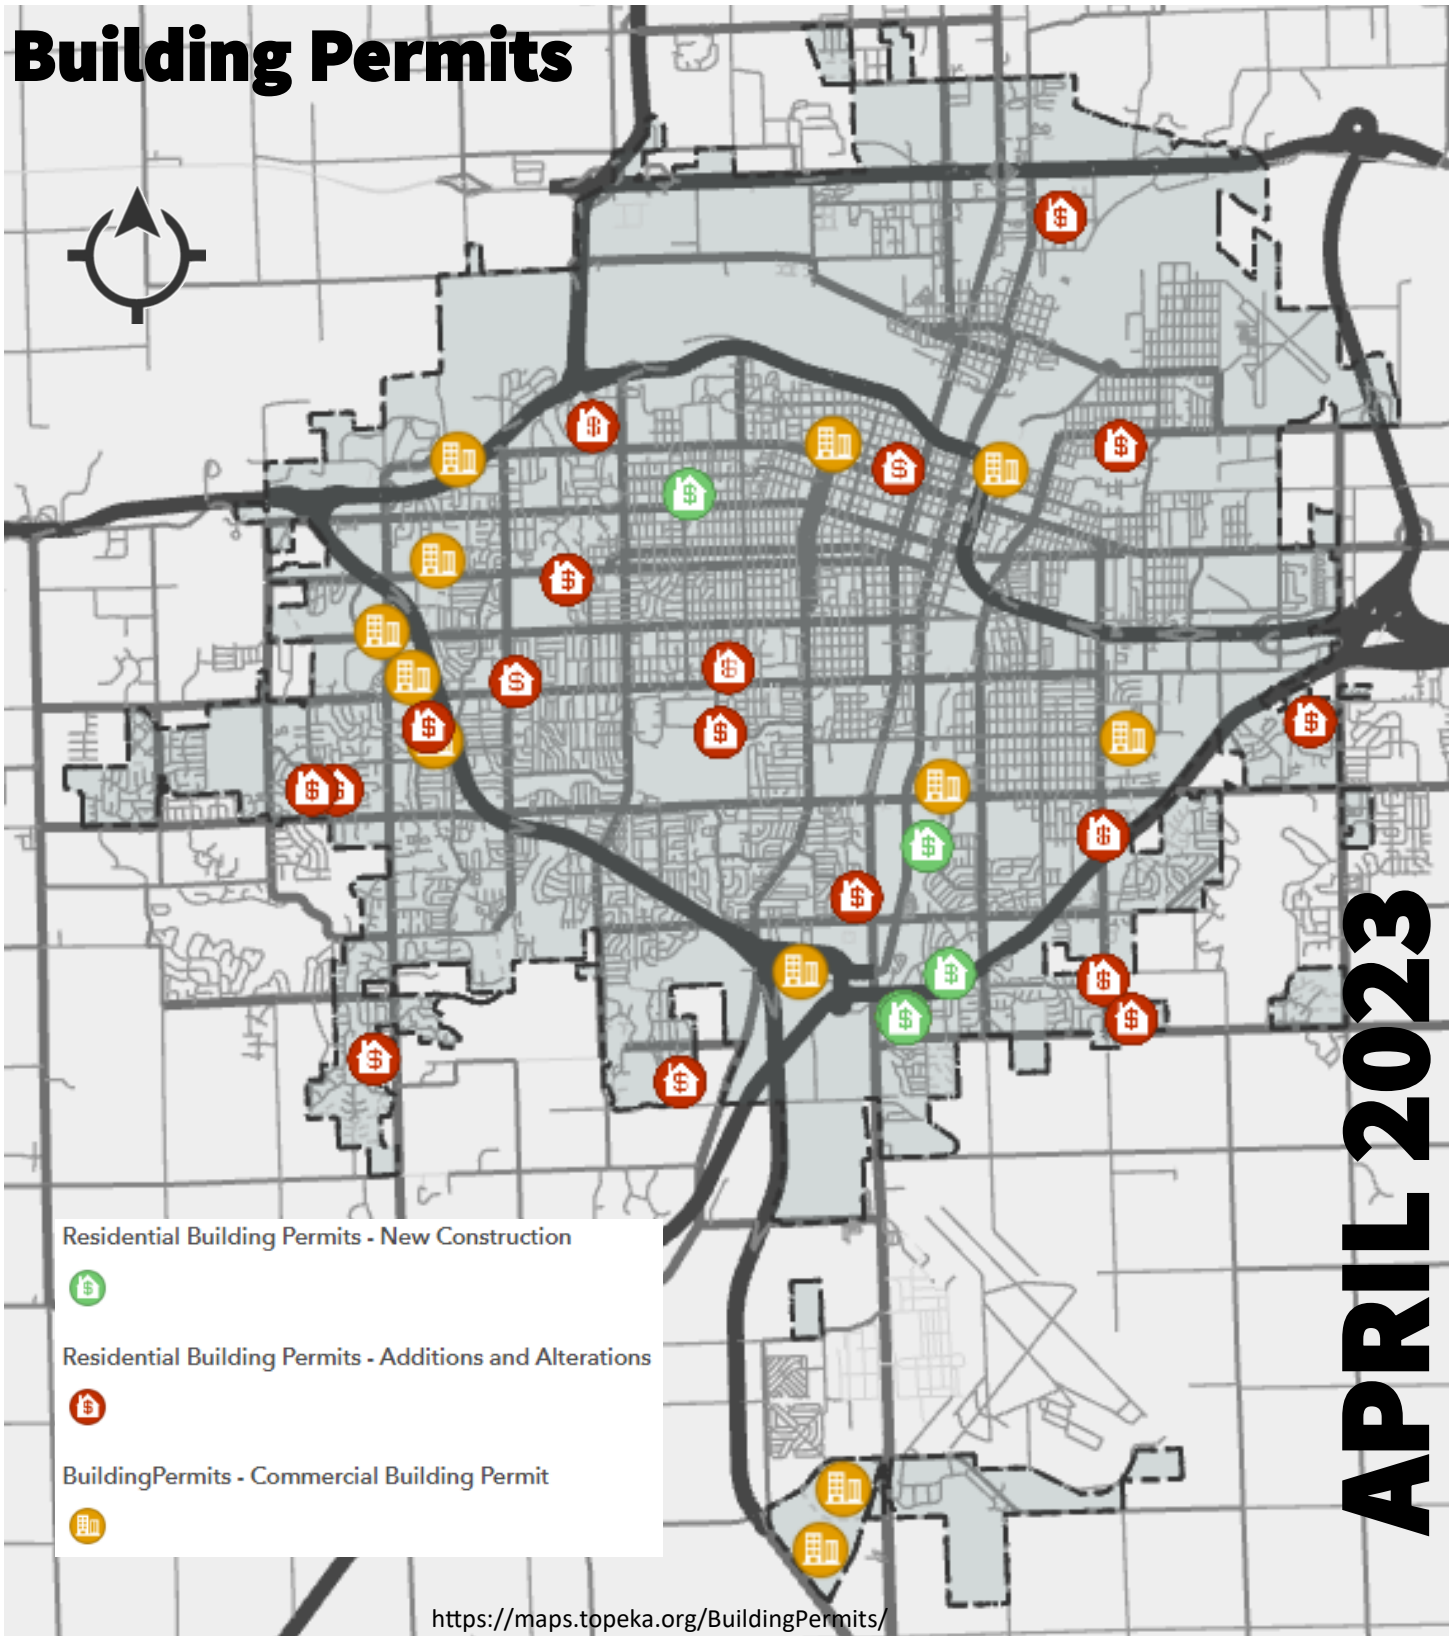 Building Permits
APRIL 2023
Residential Building Permits - New Construction
Residential Building Permits - Additions and Alterations
BuildingPermits - Commercial Building Permit
https://maps.topeka.org/BuildingPermits/